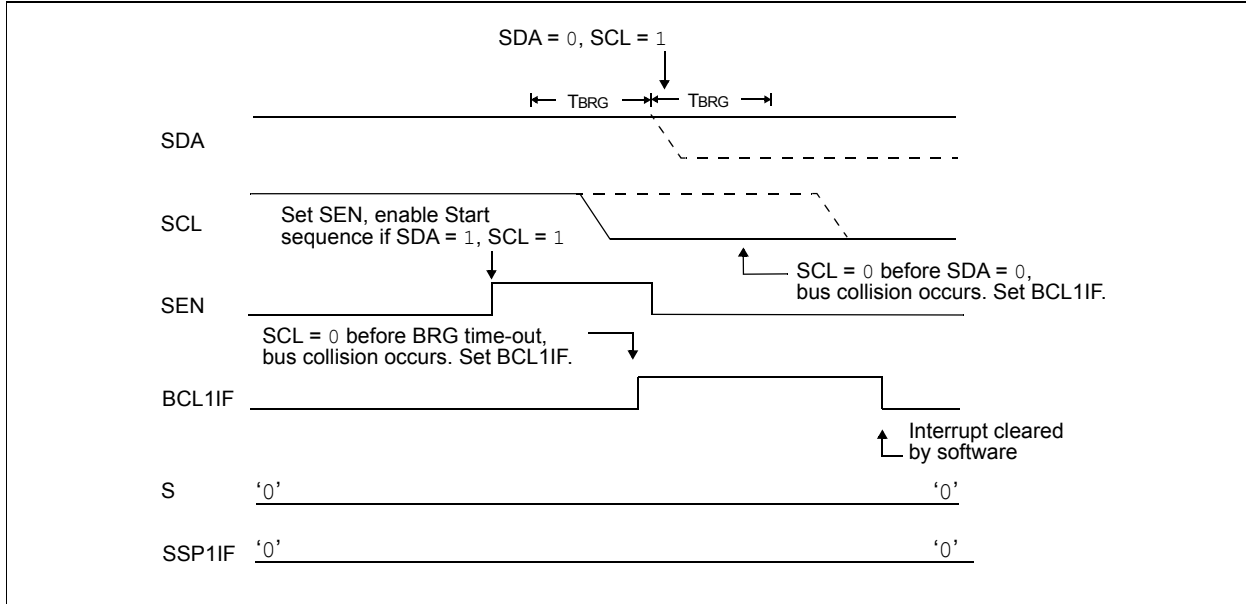 SDA = 0, SCL = 1
TBRG TBRG
SDA
SCL
Set SEN, enable Start
sequence if SDA = 1, SCL = 1
SCL = 0 before SDA = 0,
bus collision occurs. Set BCL1IF.
SEN
SCL = 0 before BRG time-out,
bus collision occurs. Set BCL1IF.
BCL1IF
Interrupt cleared
by software
S ‘0’ ‘0’
SSP1IF ‘0’ ‘0’